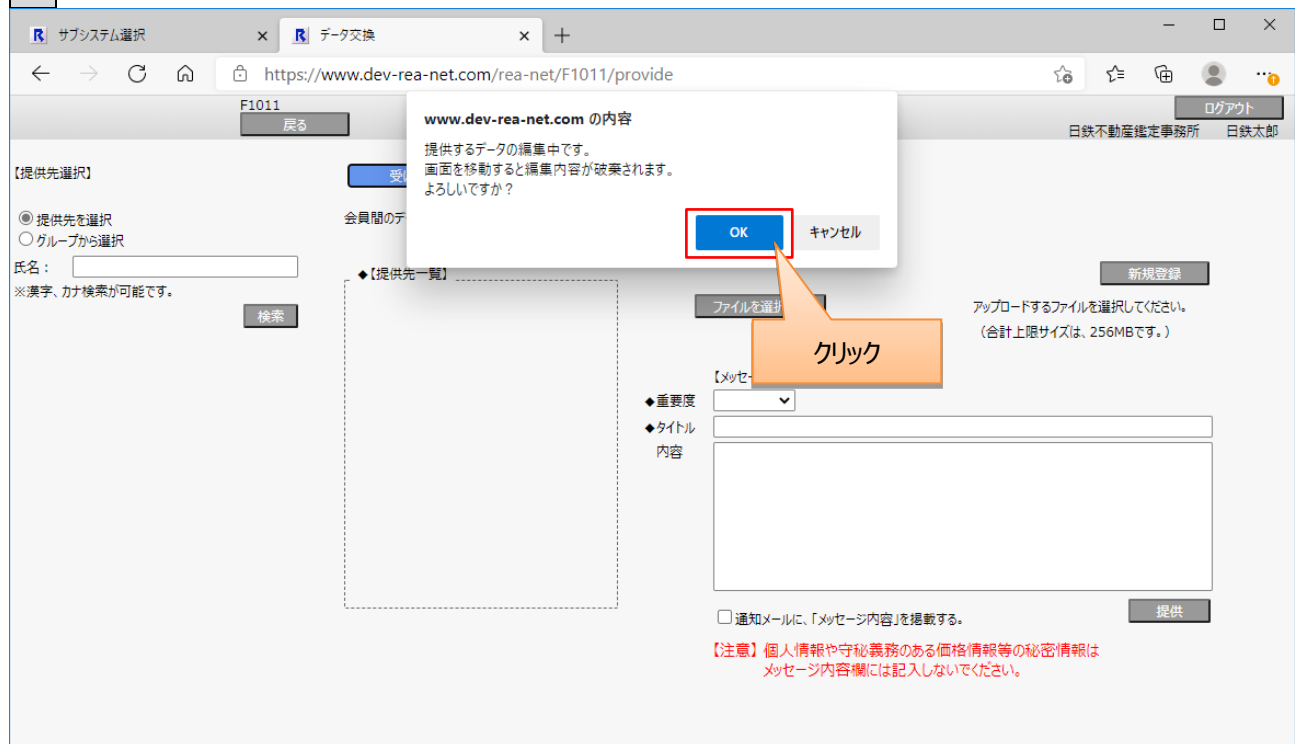 サブシステム選択
データ交換
https://www.dev-rea-net.com/rea-net/F1011/provide
F1011
戻る
ログアウト
日鉄不動産鑑定事務所 日鉄太郎
www.dev-rea-net.com の内容
提供するデータの編集中です。
画面を移動すると編集内容が破棄されます。
よろしいですか？
OK
キャンセル
クリック
【提供先選択】
提供先を選択
グループから選択
氏名：
※漢字、カナ検索が可能です。
検索
受
会員間のデ
◆【提供先一覧】
新規登録
ファイルを選択
アップロードするファイルを選択してください。
（合計上限サイズは、256MBです。）
【メッセー
◆重要度
◆タイトル
内容
通知メールに、「メッセージ内容」を掲載する。
提供
【注意】個人情報や守秘義務のある価格情報等の秘密情報は
メッセージ内容欄には記入しないでください。